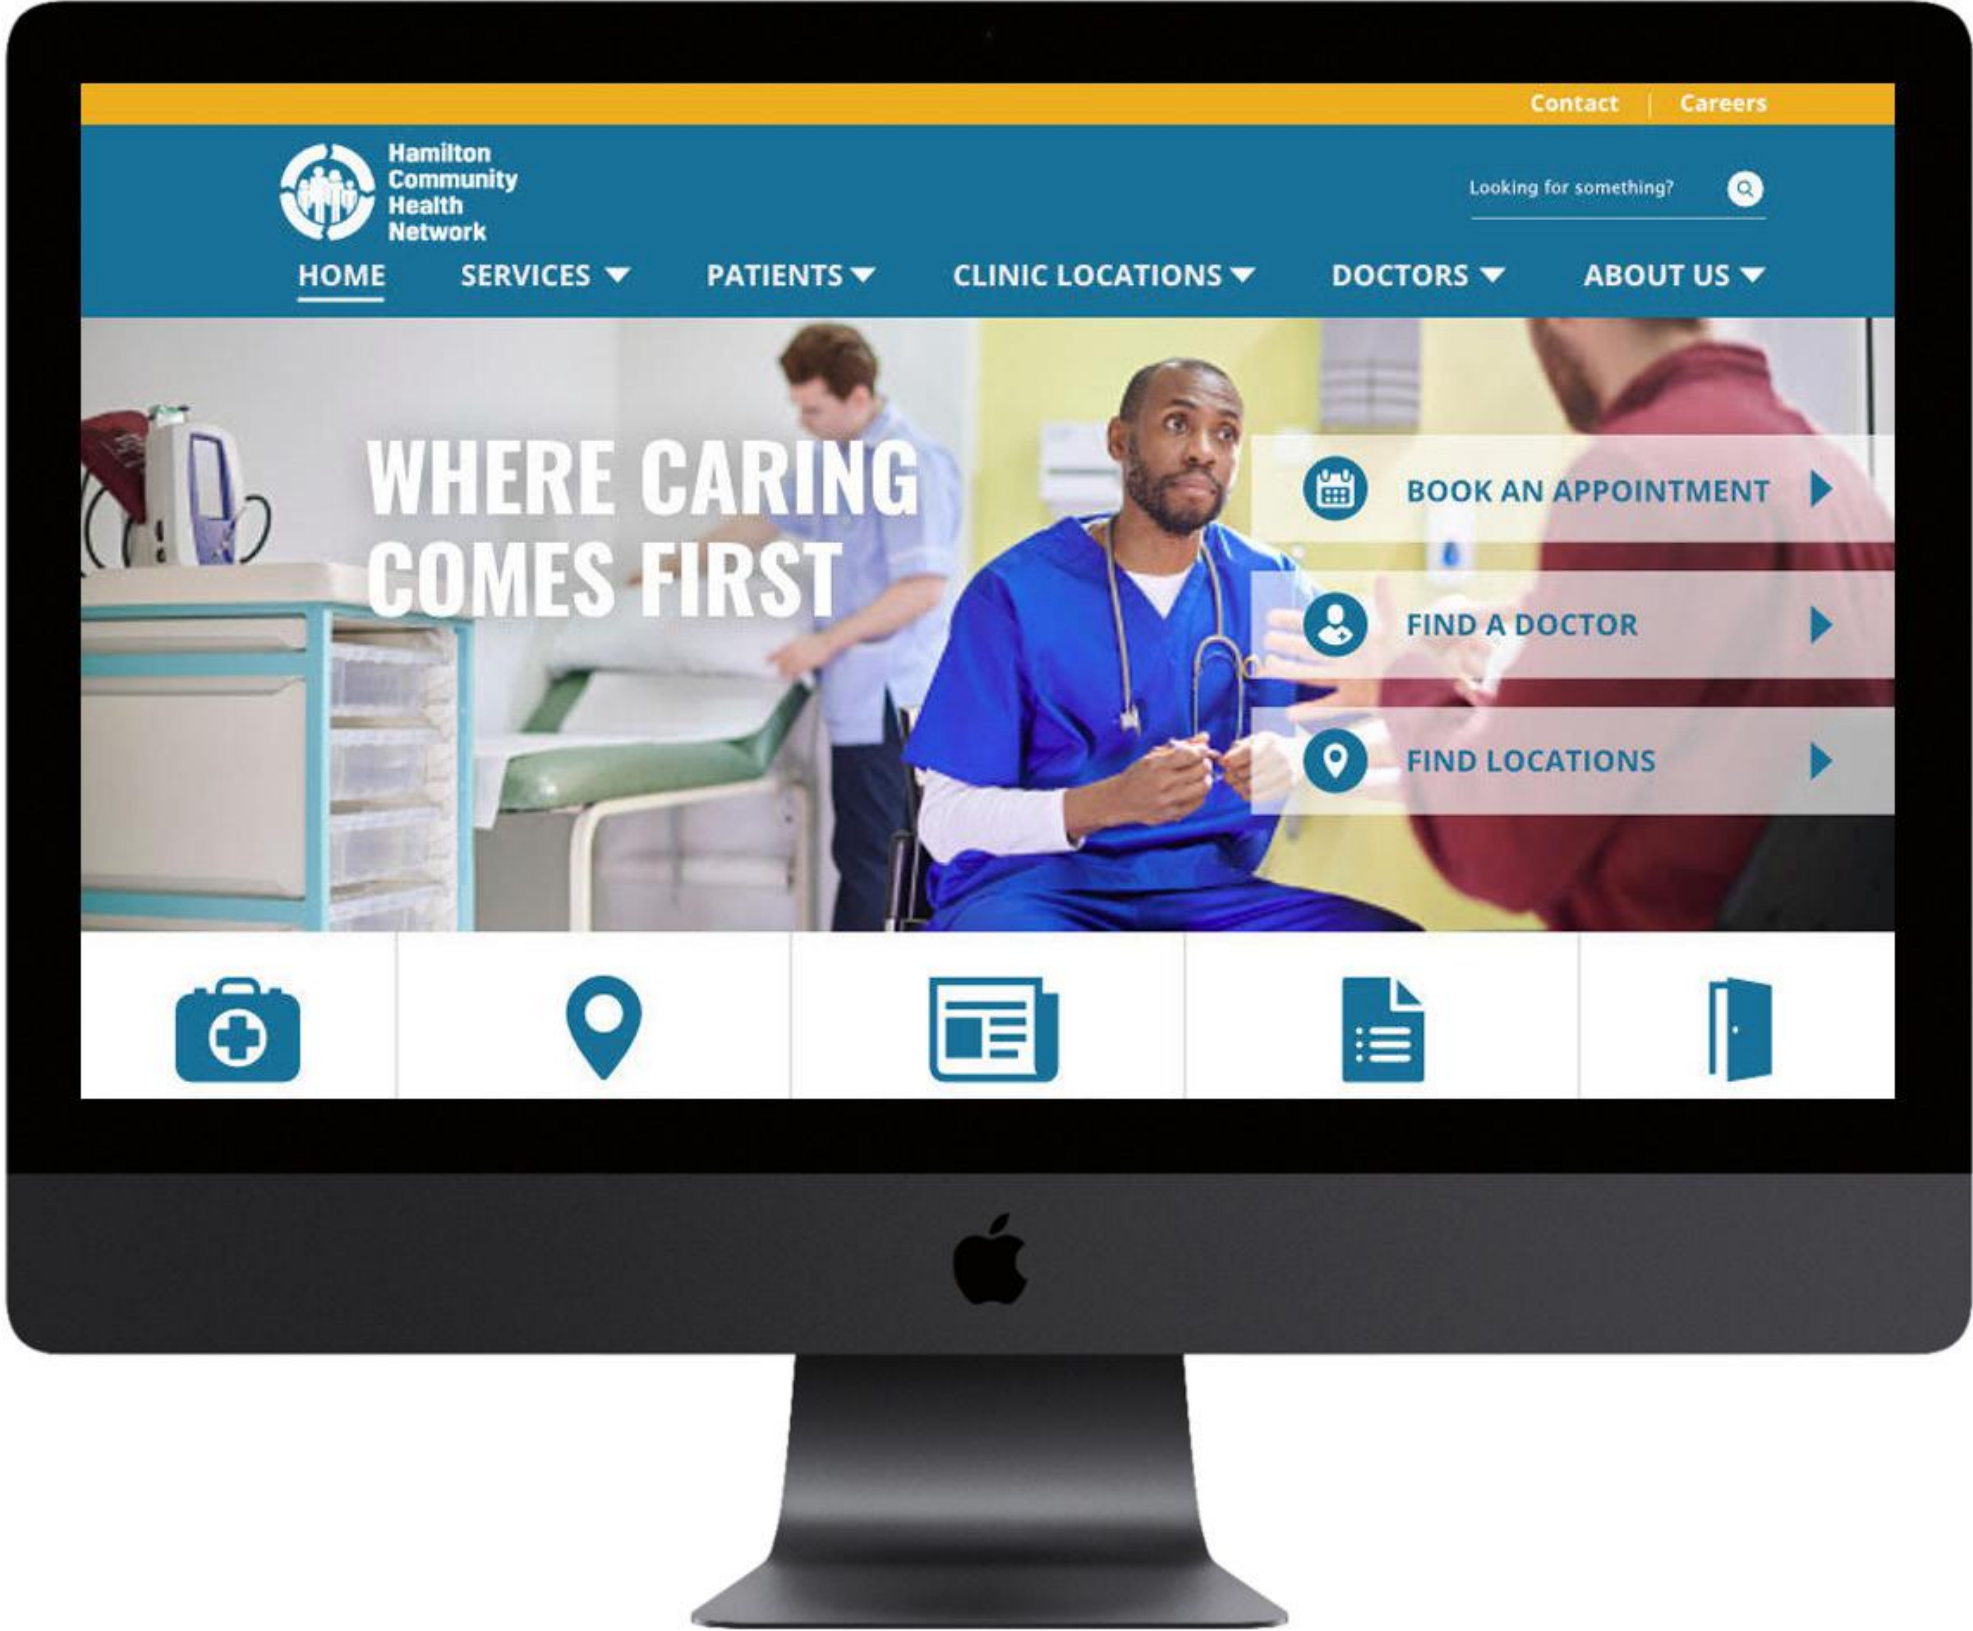 Contact | Careers
Hamilton
Community
Health
Network
Looking for something?
HOME
SERVICES
PATIENTS
CLINIC LOCATIONS
DOCTORS
ABOUT US
WHERE CARING
COMES FIRST
BOOK AN APPOINTMENT
FIND A DOCTOR
FIND LOCATIONS